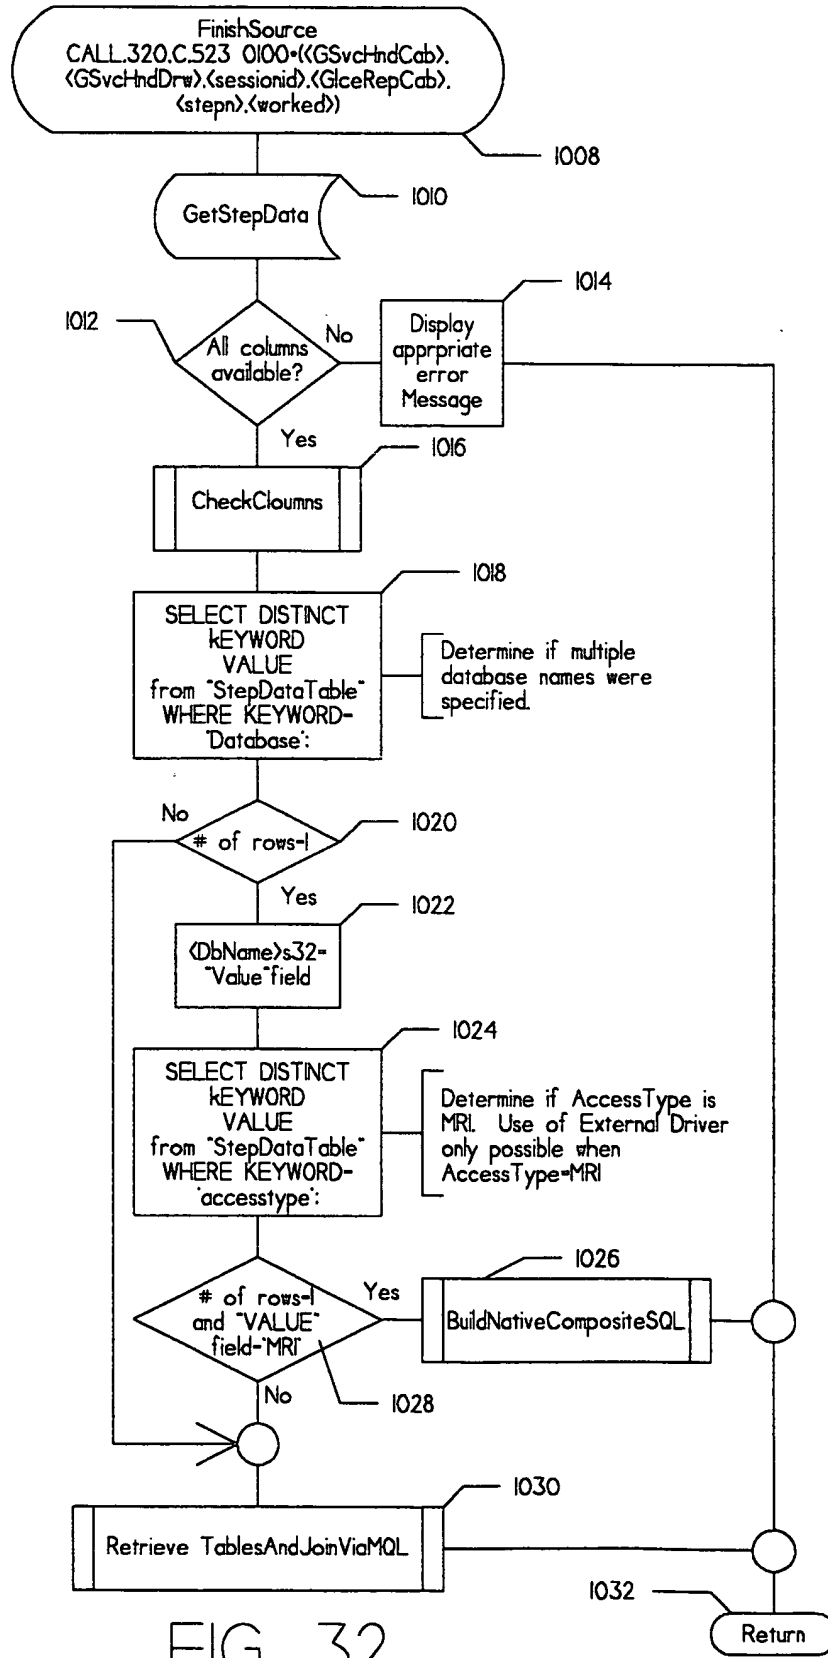 FinishSource
CALL.320.C.523 0100•(<GSvcHndCab>.
<GSvcHndDrw>.<sessionid>.<GlceRepCab>.
<stepn>.<worked>)
1008
GetStepData
1010
1012
All columns
available?
No
Yes
Display
apprpriate
error
Message
1014
CheckCloumns
1016
SELECT DISTINCT
kEYWORD
VALUE
from "StepDataTable"
WHERE KEYWORD-
'Database':
1018
Determine if multiple
database names were
specified.
No
# of rows-1
1020
Yes
<DbName>s32-
"Value"field
1022
SELECT DISTINCT
kEYWORD
VALUE
from "StepDataTable"
WHERE KEYWORD-
'accesstype':
1024
Determine if AccessType is
MRI. Use of External Driver
only possible when
AccessType=MRI
# of rows-1
and "VALUE"
field-'MRI'
1028
Yes
No
BuildNativeCompositeSQL
1026
Retrieve TablesAndJoinViaMQL
1030
1032
Return
FIG. 32